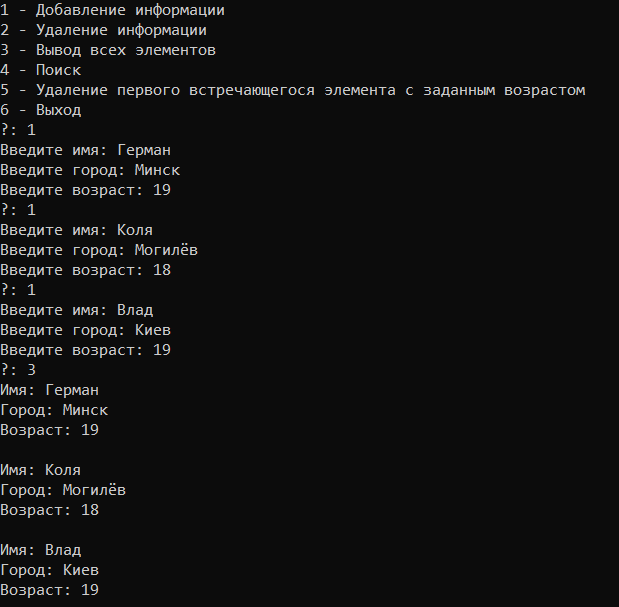 1 - Добавление информации
2 - Удаление информации
3 - Вывод всех элементов
4 - Поиск
5 - Удаление первого встречающегося элемента с заданным возрастом
6 - Выход
?: 1
Введите имя: Герман
Введите город: Минск
Введите возраст: 19
?: 1
Введите имя: Коля
Введите город: Могилёв
Введите возраст: 18
?: 1
Введите имя: Влад
Введите город: Киев
Введите возраст: 19
?: 3
Имя: Герман
Город: Минск
Возраст: 19

Имя: Коля
Город: Могилёв
Возраст: 18

Имя: Влад
Город: Киев
Возраст: 19